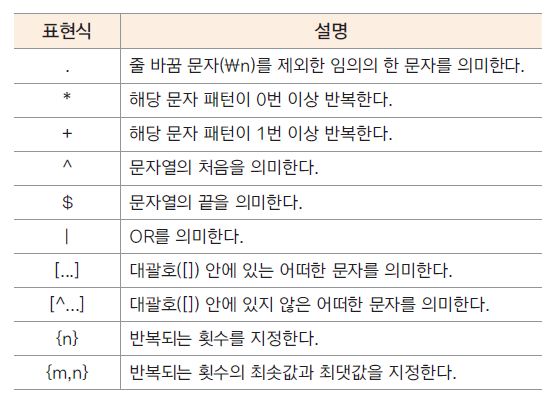 표현식 설명
. 줄 바꿈 문자(₩n)를 제외한 임의의 한 문자를 의미한다.
* 해당 문자 패턴이 0번 이상 반복한다.
+ 해당 문자 패턴이 1번 이상 반복한다.
^ 문자열의 처음을 의미한다.
$ 문자열의 끝을 의미한다.
| OR를 의미한다.
[...] 대괄호([]) 안에 있는 어떠한 문자를 의미한다.
[^...] 대괄호([]) 안에 있지 않은 어떠한 문자를 의미한다.
{n} 반복되는 횟수를 지정한다.
{m,n} 반복되는 횟수의 최솟값과 최댓값을 지정한다.